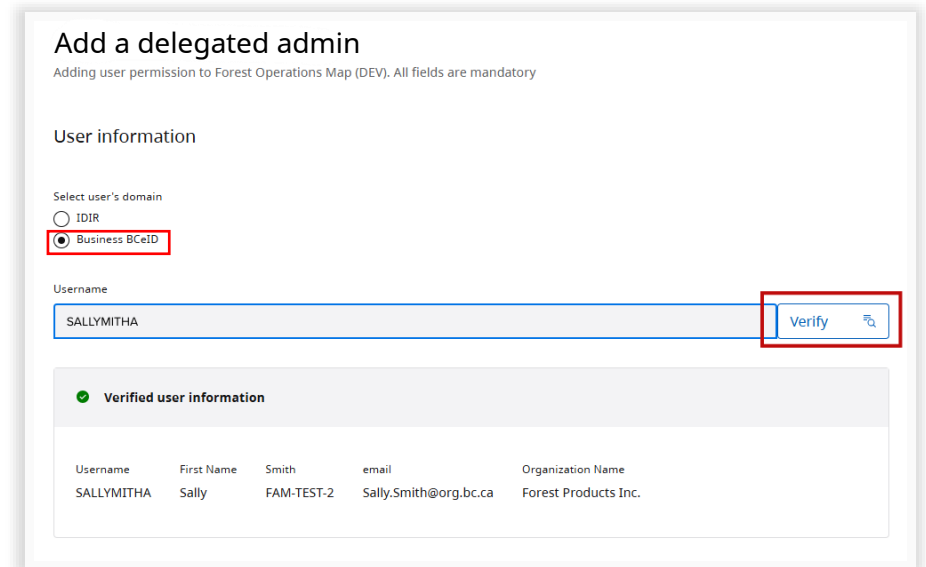 Add a delegated admin
Adding user permission to Forest Operations Map (DEV). All fields are mandatory
User information
Select user's domain
IDIR
Business BCeID
Username
SALLYMITHA
Verify
Verified user information
Username First Name Smith email Organization Name
SALLYMITHA Sally FAM-TEST-2 Sally.Smith@org.bc.ca Forest Products Inc.